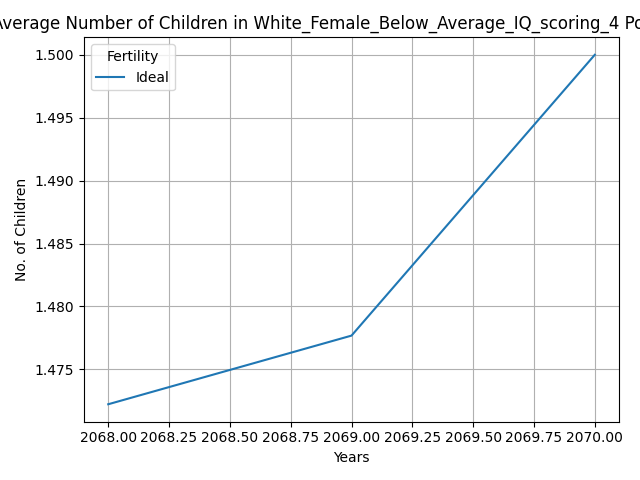 Average Number of Children in White_Female_Below_Average_IQ_scoring_4 Po
Fertility
Ideal
1.500
1.495
1.490
1.485
1.480
1.475
No. of Children
2068.00 2068.25 2068.50 2068.75 2069.00 2069.25 2069.50 2069.75 2070.00
Years